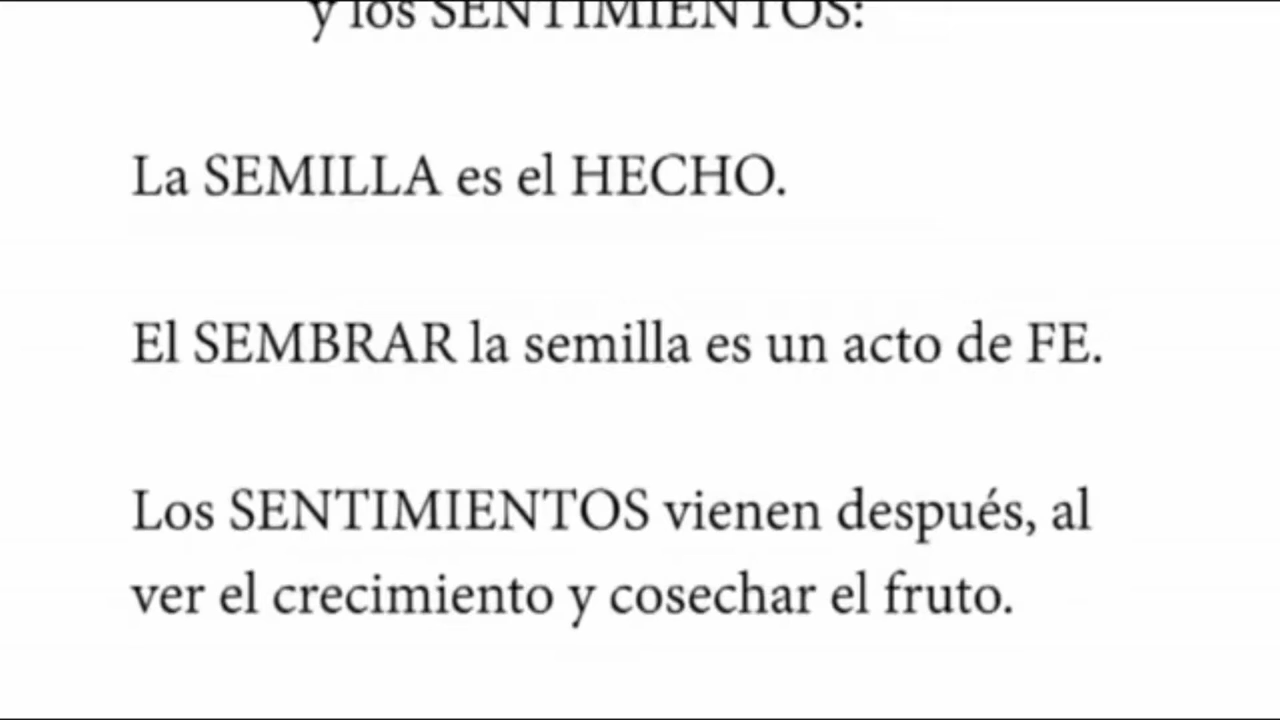 y los SENTIMIENTOS:
La SEMILLA es el HECHO.
El SEMBRAR la semilla es un acto de FE.
Los SENTIMIENTOS vienen después, al
ver el crecimiento y cosechar el fruto.